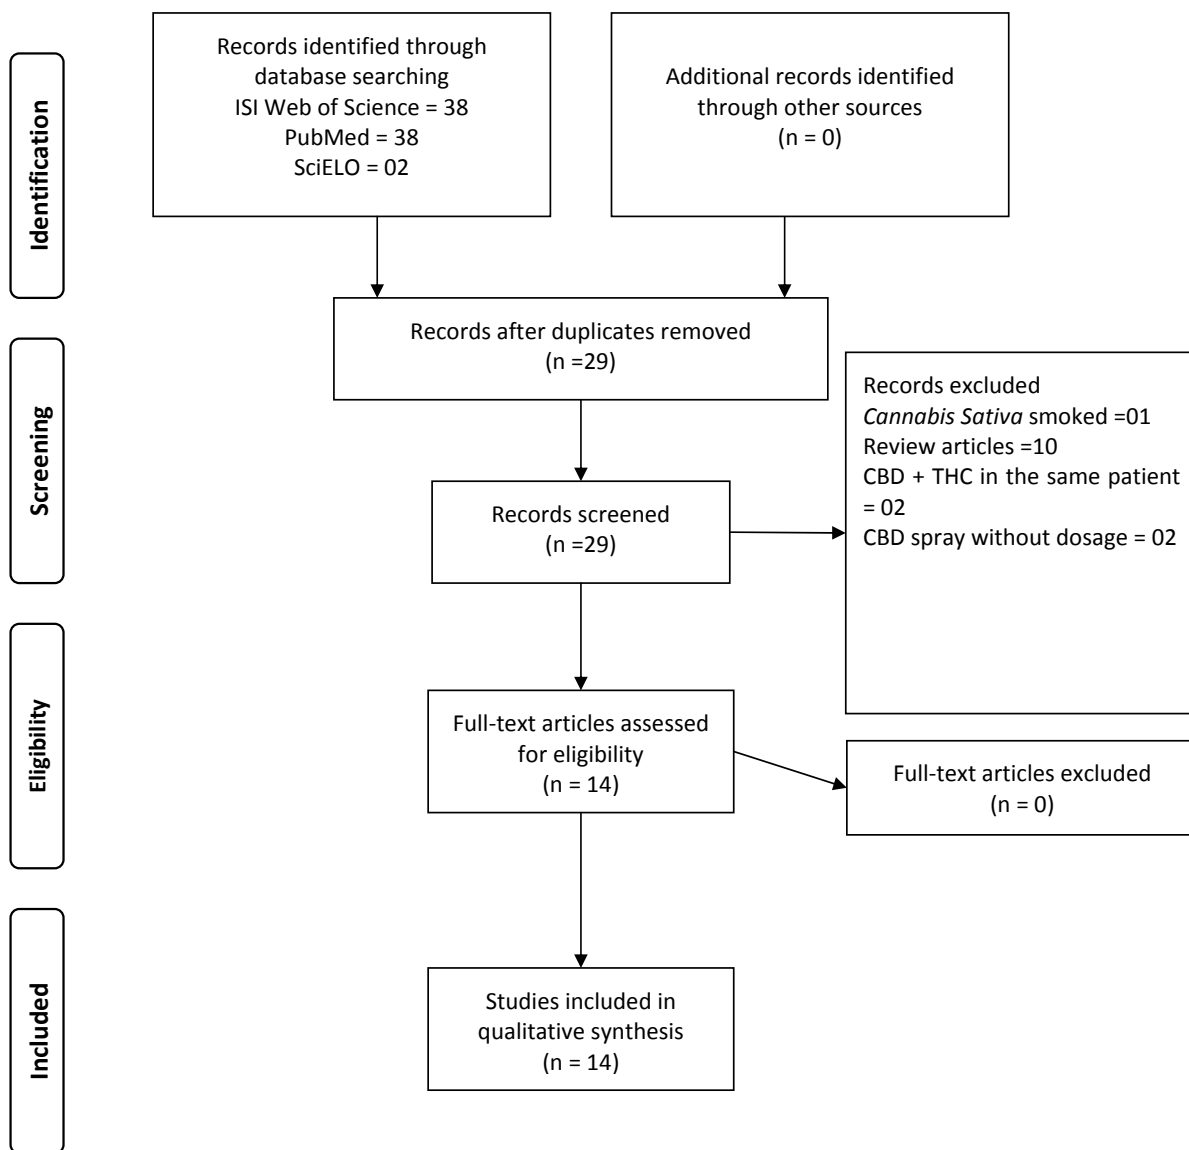 Identification
Records identified through
database searching
ISI Web of Science = 38
PubMed = 38
SciELO = 02
Additional records identified
through other sources
(n = 0)
Screening
Records after duplicates removed
(n =29)
Records screened
(n =29)
Records excluded
Cannabis Sativa smoked =01
Review articles =10
CBD + THC in the same patient
= 02
CBD spray without dosage = 02
Eligibility
Full-text articles assessed
for eligibility
(n = 14)
Full-text articles excluded
(n = 0)
Included
Studies included in
qualitative synthesis
(n = 14)